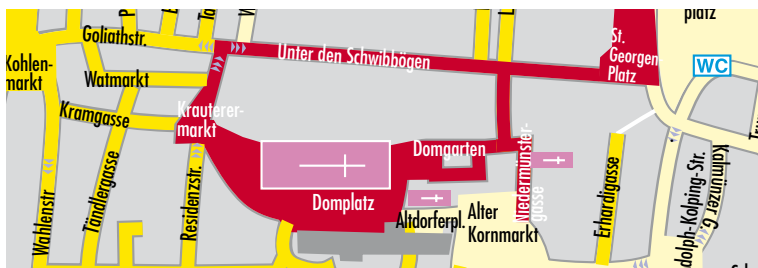 platz
Goliathstr.
St.
Georgen
Platz
Unter den Schwibbögen
Kohlen-
markt
WC
Watmarkt
Krauterer-
markt
Kramgasse
Domgarten
Niedermünster-
gasse
Tändlergasse
Residenzstr.
Wahlenstr
Domplatz
Altdorferpl.
Alter
Kornmarkt
Erhardigasse
dolph-Kolping-Str.
Kalmünzer G.